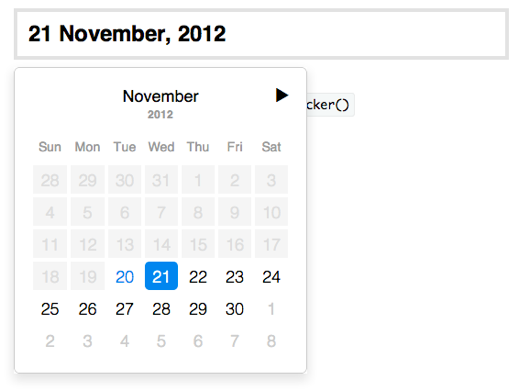 21 November, 2012
November ▶
2012
cker()
Sun Mon Tue Wed Thu Fri Sat
28 29 30 31 1 2 3
4 5 6 7 8 9 10
11 12 13 14 15 16 17
18 19 20 21 22 23 24
25 26 27 28 29 30 1
2 3 4 5 6 7 8